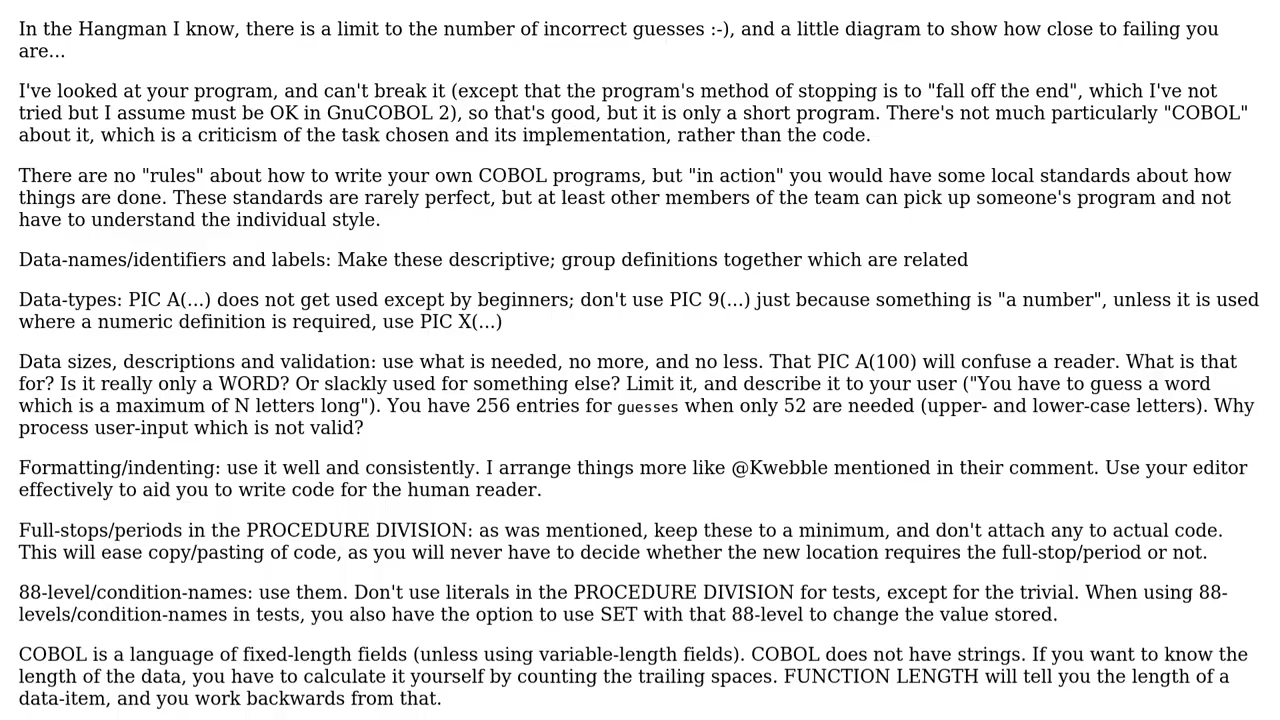 In the Hangman I know, there is a limit to the number of incorrect guesses :-), and a little diagram to show how close to failing you
are...
I've looked at your program, and can't break it (except that the program's method of stopping is to "fall off the end", which I've not
tried but I assume must be OK in GnuCOBOL 2), so that's good, but it is only a short program. There's not much particularly "COBOL"
about it, which is a criticism of the task chosen and its implementation, rather than the code.
There are no "rules" about how to write your own COBOL programs, but "in action" you would have some local standards about how
things are done. These standards are rarely perfect, but at least other members of the team can pick up someone's program and not
have to understand the individual style.
Data-names/identifiers and labels: Make these descriptive; group definitions together which are related
Data-types: PIC A(...) does not get used except by beginners; don't use PIC 9(...) just because something is "a number", unless it is used
where a numeric definition is required, use PIC X(...)
Data sizes, descriptions and validation: use what is needed, no more, and no less. That PIC A(100) will confuse a reader. What is that
for? Is it really only a WORD? Or slackly used for something else? Limit it, and describe it to your user ("You have to guess a word
which is a maximum of N letters long"). You have 256 entries for guesses when only 52 are needed (upper- and lower-case letters). Why
process user-input which is not valid?
Formatting/indenting: use it well and consistently. I arrange things more like @Kwebble mentioned in their comment. Use your editor
effectively to aid you to write code for the human reader.
Full-stops/periods in the PROCEDURE DIVISION: as was mentioned, keep these to a minimum, and don't attach any to actual code.
This will ease copy/pasting of code, as you will never have to decide whether the new location requires the full-stop/period or not.
88-level/condition-names: use them. Don't use literals in the PROCEDURE DIVISION for tests, except for the trivial. When using 88-
levels/condition-names in tests, you also have the option to use SET with that 88-level to change the value stored.
COBOL is a language of fixed-length fields (unless using variable-length fields). COBOL does not have strings. If you want to know the
length of the data, you have to calculate it yourself by counting the trailing spaces. FUNCTION LENGTH will tell you the length of a
data-item, and you work backwards from that.